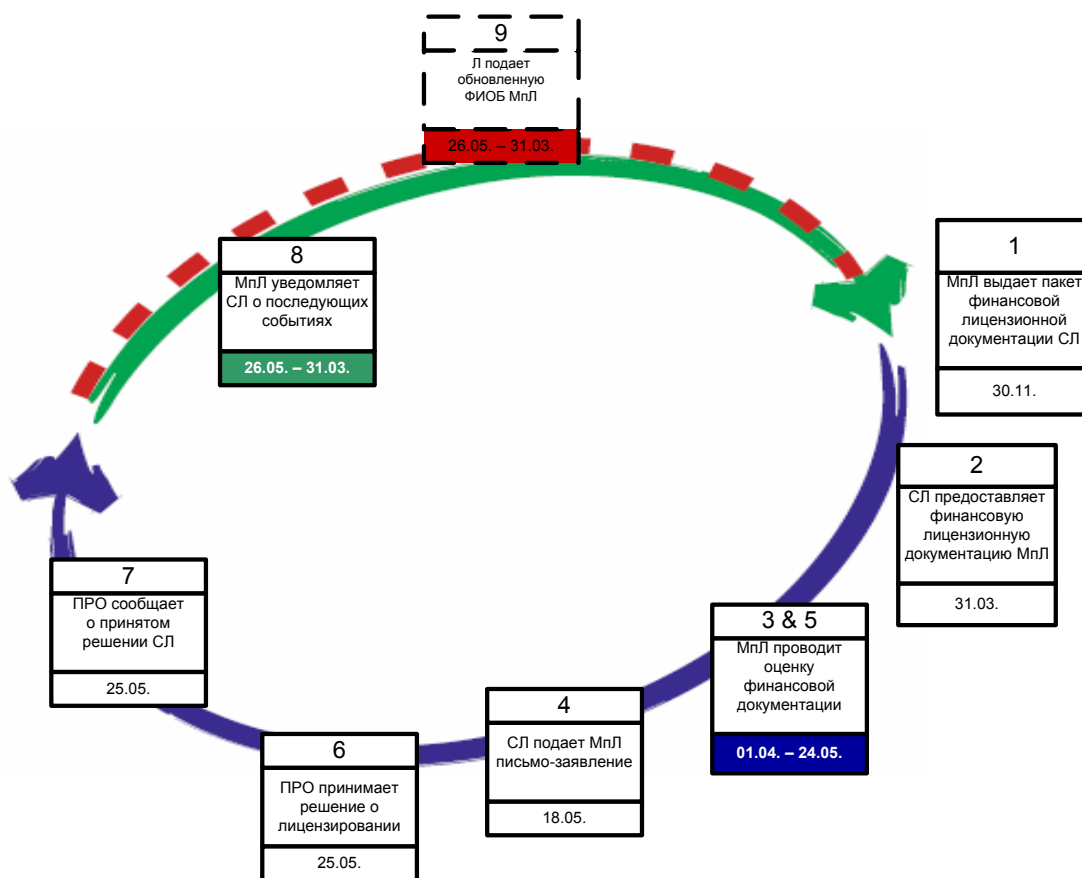 9
Л подает
обновленную
ФИОБ МпЛ
26.05. – 31.03.
8
МпЛ уведомляет
СЛ о последующих
событиях
26.05. – 31.03.
1
МпЛ выдает пакет
финансовой
лицензионной
документации СЛ
30.11.
2
СЛ предоставляет
финансовую
лицензионную
документацию МпЛ
31.03.
3 & 5
МпЛ проводит
оценку
финансовой
документации
01.04. – 24.05.
4
СЛ подает МпЛ
письмо-заявление
18.05.
6
ПРО принимает
решение о
лицензировании
25.05.
7
ПРО сообщает
о принятом
решении СЛ
25.05.